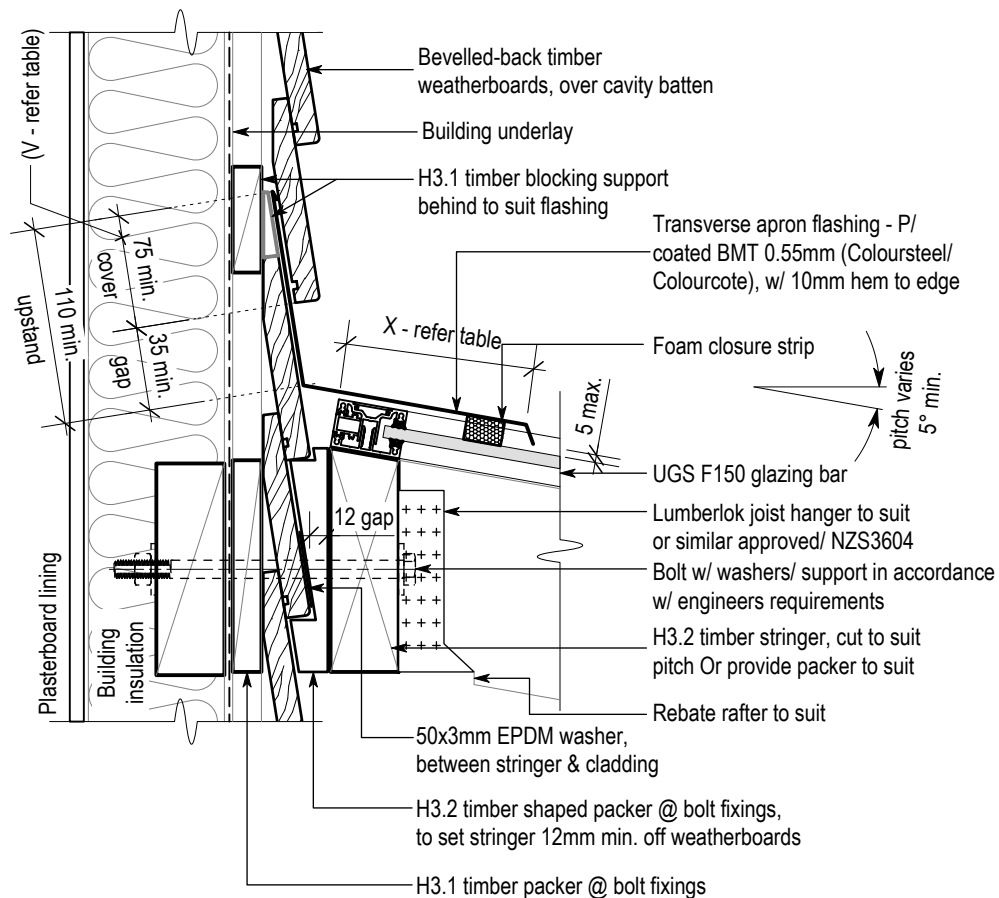 (V - refer table)
Bevelled-back timber
weatherboards, over cavity batten
Building underlay
H3.1 timber blocking support
behind to suit flashing
Transverse apron flashing - P/
coated BMT 0.55mm (Coloursteel/
Colourcote), w/ 10mm hem to edge
75 min.
cover
110 min.
upstand
35 min.
gap
X - refer table
Foam closure strip
5 max.
pitch varies
5° min.
UGS F150 glazing bar
12 gap
Lumberlok joist hanger to suit
or similar approved/ NZS3604
Bolt w/ washers/ support in accordance
w/ engineers requirements
H3.2 timber stringer, cut to suit
pitch Or provide packer to suit
Plasterboard lining
Building
insulation
Rebate rafter to suit
50x3mm EPDM washer,
between stringer & cladding
H3.2 timber shaped packer @ bolt fixings,
to set stringer 12mm min. off weatherboards
H3.1 timber packer @ bolt fixings